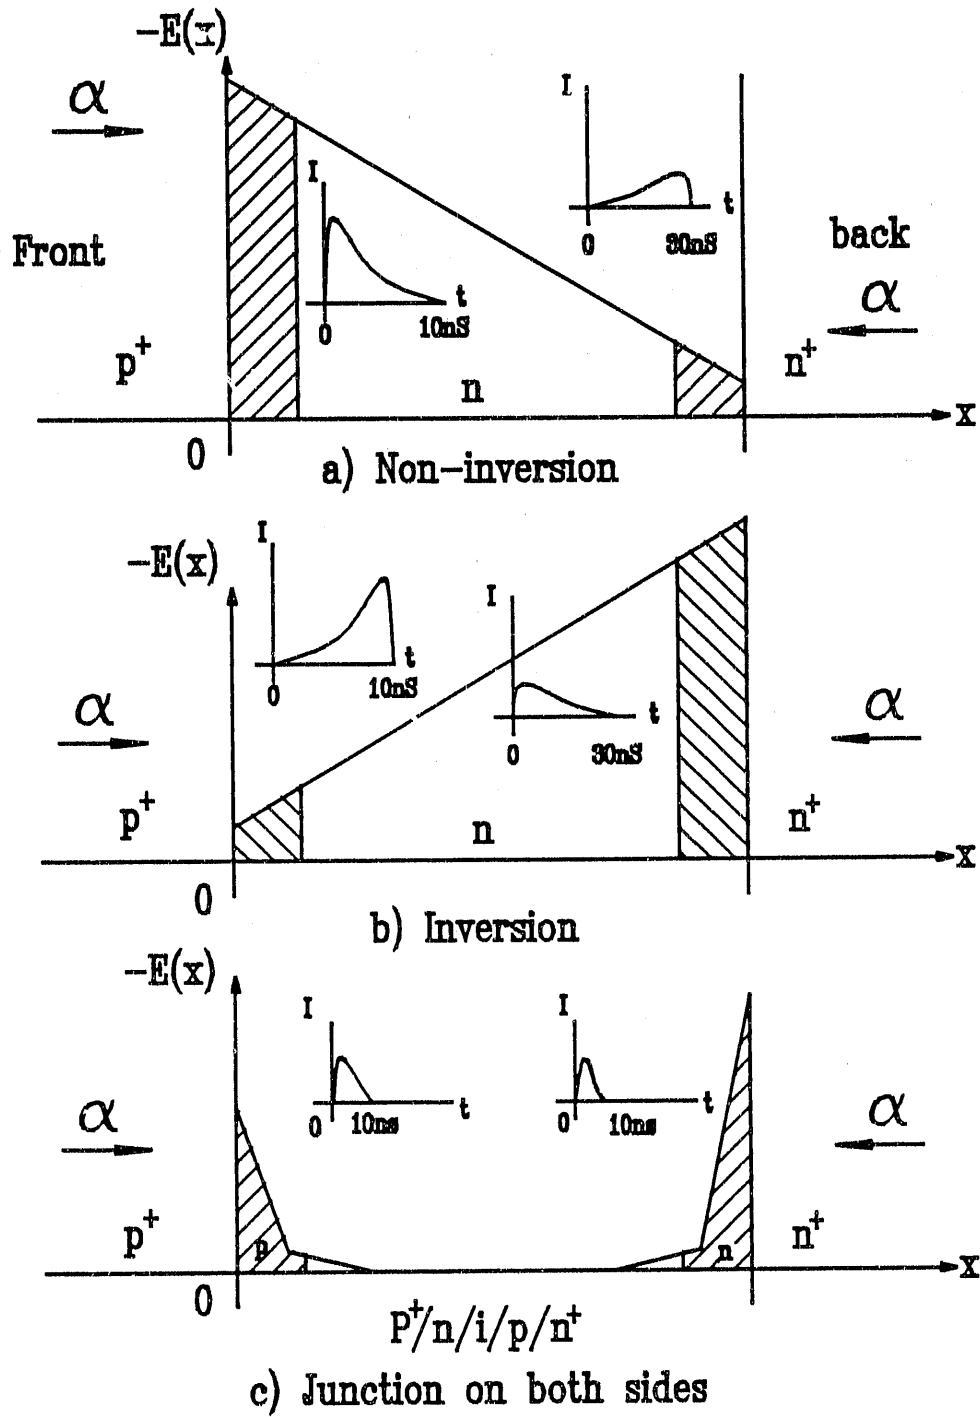 -E(x)
α
I
t
0
30nS
Front
back
α
I
t
0
10nS
p+
n
n+
x
0
a) Non-inversion
-E(x)
I
t
0
10nS
I
t
0
30nS
α
α
p+
n
n+
x
0
b) Inversion
-E(x)
I
t
0
10ns
I
t
0
10ns
α
α
p+
p
n
n+
x
0
P+/n/i/p/n+
c) Junction on both sides